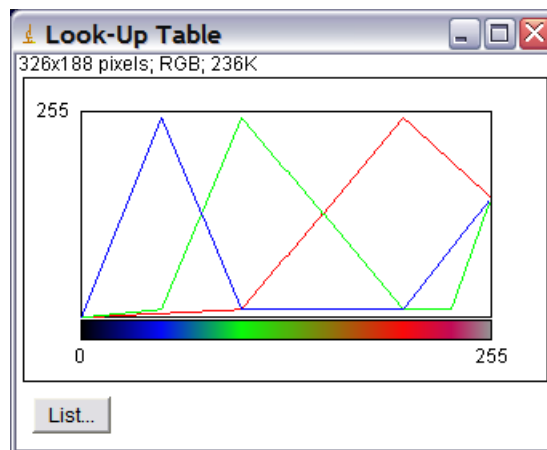 Look-Up Table
326x188 pixels; RGB; 236K
255
0 255
List...